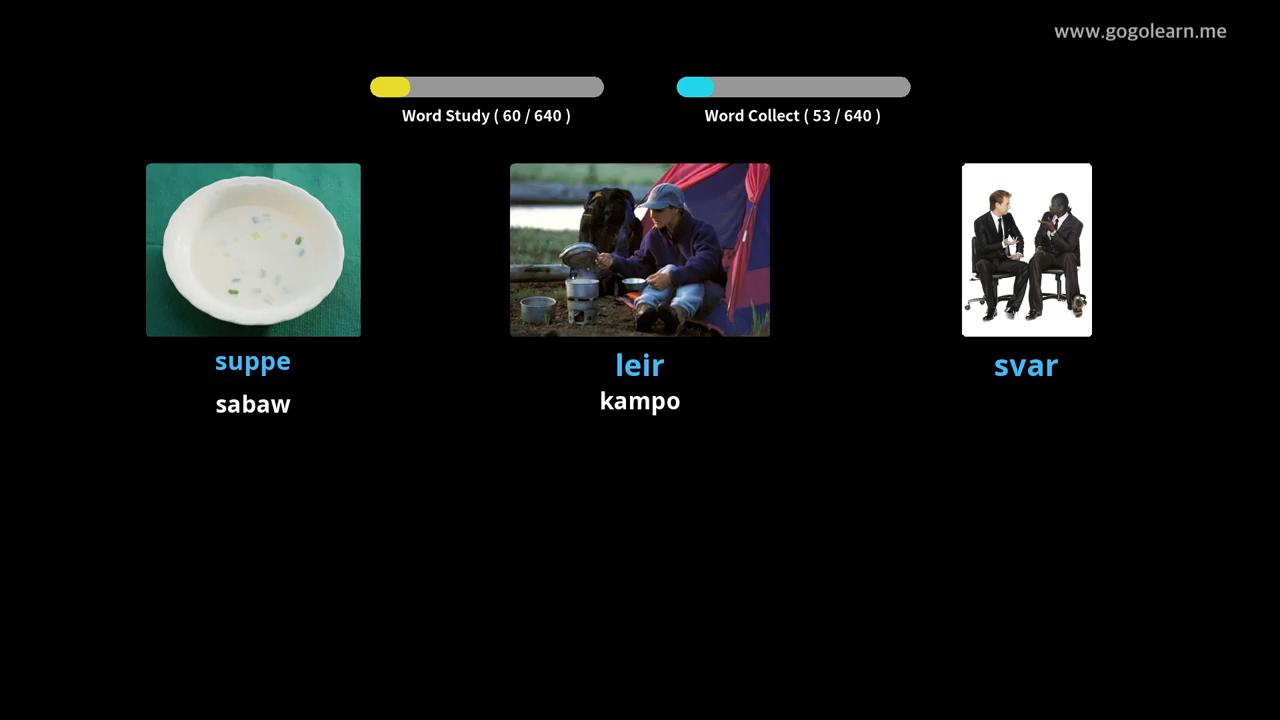 www.gogolearn.me
Word Study ( 60 / 640 )
Word Collect ( 53 / 640 )
suppe
sabaw
leir
kampo
svar